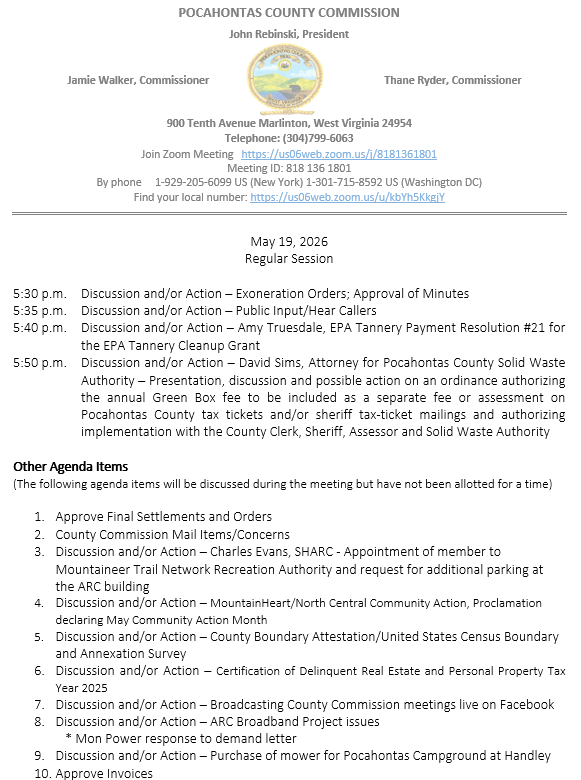 POCAHONTAS COUNTY COMMISSION
John Rebinski, President
Jamie Walker, Commissioner Thane Ryder, Commissioner
900 Tenth Avenue Marlinton, West Virginia 24954
Telephone: (304)799-6063
Join Zoom Meeting https://us06web.zoom.us/j/8181361801
Meeting ID: 818 136 1801
By phone 1-929-205-6099 US (New York) 1-301-715-8592 US (Washington DC)
Find your local number: https://us06web.zoom.us/u/kbYh5KkgjY
May 19, 2026
Regular Session
5:30 p.m. Discussion and/or Action – Exoneration Orders; Approval of Minutes
5:35 p.m. Discussion and/or Action – Public Input/Hear Callers
5:40 p.m. Discussion and/or Action – Amy Truesdale, EPA Tannery Payment Resolution #21 for
the EPA Tannery Cleanup Grant
5:50 p.m. Discussion and/or Action – David Sims, Attorney for Pocahontas County Solid Waste
Authority – Presentation, discussion and possible action on an ordinance authorizing
the annual Green Box fee to be included as a separate fee or assessment on
Pocahontas County tax tickets and/or sheriff tax-ticket mailings and authorizing
implementation with the County Clerk, Sheriff, Assessor and Solid Waste Authority
Other Agenda Items
(The following agenda items will be discussed during the meeting but have not been allotted for a time)
1. Approve Final Settlements and Orders
2. County Commission Mail Items/Concerns
3. Discussion and/or Action – Charles Evans, SHARC - Appointment of member to
Mountaineer Trail Network Recreation Authority and request for additional parking at
the ARC building
4. Discussion and/or Action – MountainHeart/North Central Community Action, Proclamation
declaring May Community Action Month
5. Discussion and/or Action – County Boundary Attestation/United States Census Boundary
and Annexation Survey
6. Discussion and/or Action – Certification of Delinquent Real Estate and Personal Property Tax
Year 2025
7. Discussion and/or Action – Broadcasting County Commission meetings live on Facebook
8. Discussion and/or Action – ARC Broadband Project issues
* Mon Power response to demand letter
9. Discussion and/or Action – Purchase of mower for Pocahontas Campground at Handley
10. Approve Invoices